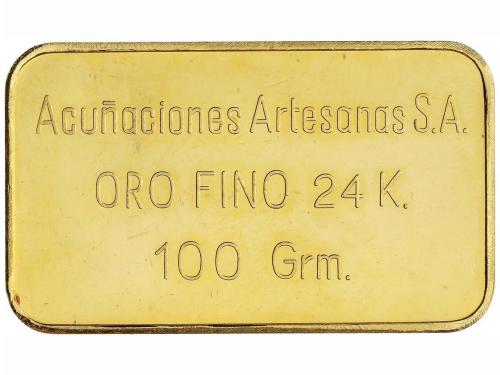 Acuñaciones Artesanas S.A.
ORO FINO 24 K.
100 Grm.